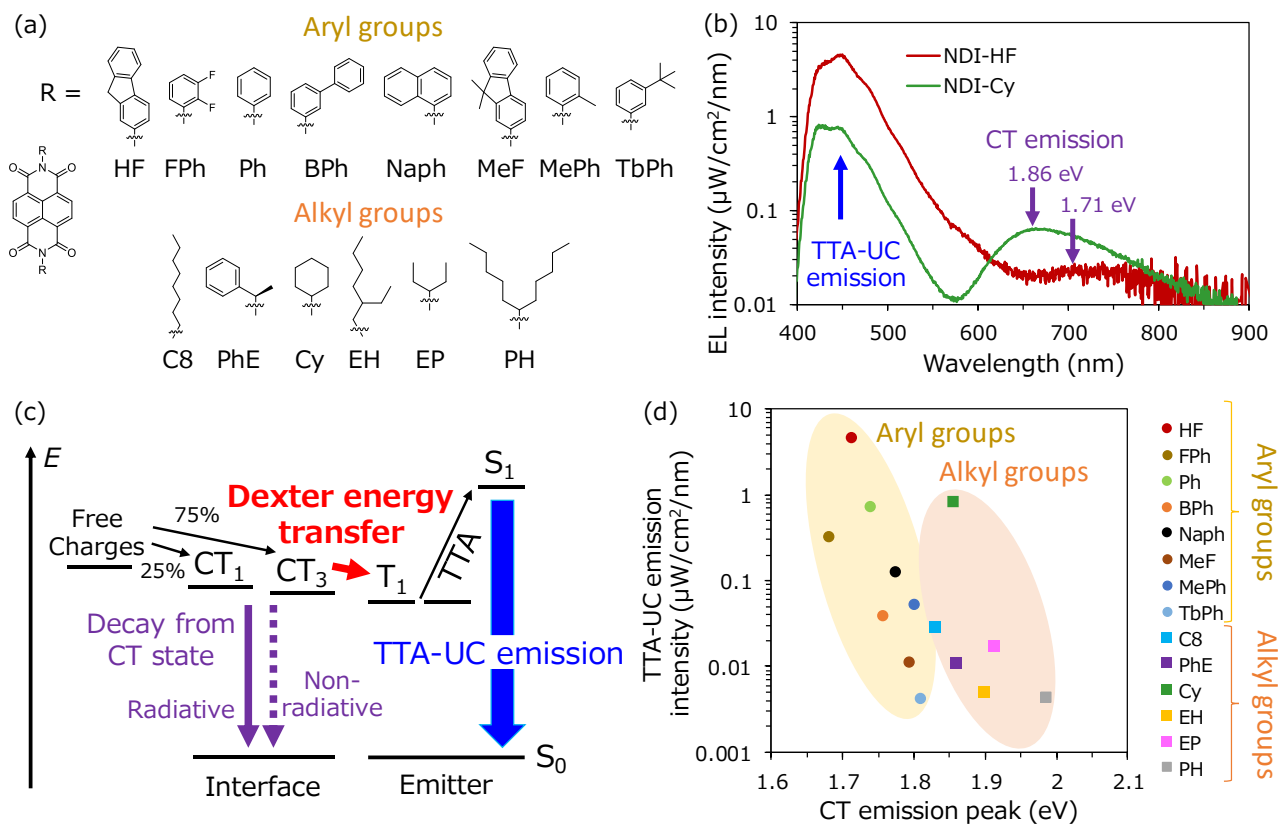 (a)
Aryl groups
R =
F
F
HF FPh Ph BPh Naph MeF MePh TbPh
R
O N O
O N O
R
Alkyl groups
C8 PhE Cy EH EP PH
(b)
EL intensity (µW/cm²/nm)
10
1
0.1
0.01
NDI-HF
NDI-Cy
CT emission
1.86 eV
1.71 eV
TTA-UC
emission
400 500 600 700 800 900
Wavelength (nm)
(c)
E
Free
Charges
75%
25%
CT₁
CT₃
Dexter energy
transfer
T₁
TTA
S₁
Decay from
CT state
Radiative
Non-
radiative
TTA-UC emission
S₀
Interface
Emitter
(d)
TTA-UC emission
intensity (µW/cm²/nm)
10
1
0.1
0.01
0.001
Aryl groups
Alkyl groups
1.6 1.7 1.8 1.9 2 2.1
CT emission peak (eV)
HF
FPh
Ph
BPh
Naph
MeF
MePh
TbPh
C8
PhE
Cy
EH
EP
PH
Aryl groups
Alkyl groups